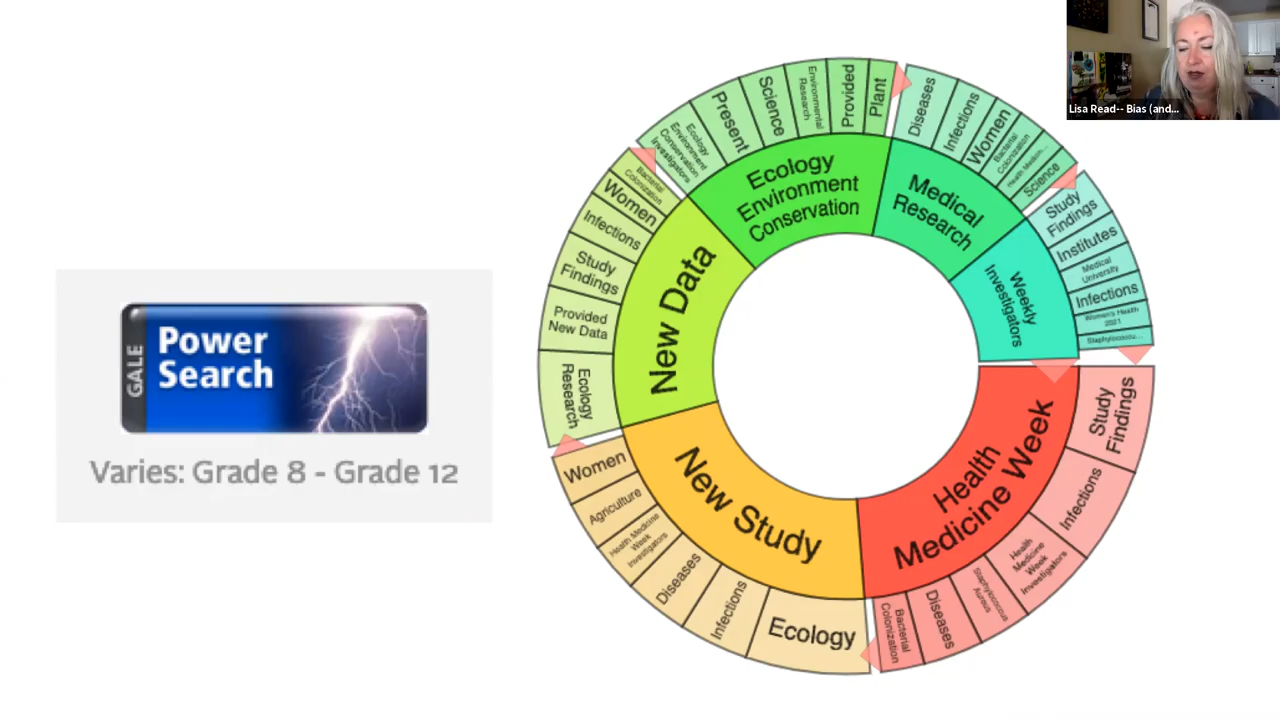 Lisa Read-- Bias (and...
GALE
Power
Search
Varies: Grade 8 - Grade 12
Ecology
Environment
Conservation
Ecology
Environment
Conservation
Investigators
Present
Science
Environmental
Research
Provided
Plant
Medical
Research
Diseases
Infections
Women
Bacterial
Colonization
Health Medicin...
Science
Weekly
Investigators
Study
Findings
Institutes
Medical
University
Infections
Women's Health
2021
Staphylococcu...
Health
Medicine Week
Study
Findings
Infections
Health
Medicine
Week
Investigators
Staphylococcus
Aureus
Diseases
Bacterial
Colonization
New Study
Ecology
Infections
Diseases
Health Medicine
Week
Investigators
Agriculture
Women
New Data
Ecology
Research
Provided
New Data
Study
Findings
Infections
Women
Bacterial
Colonization